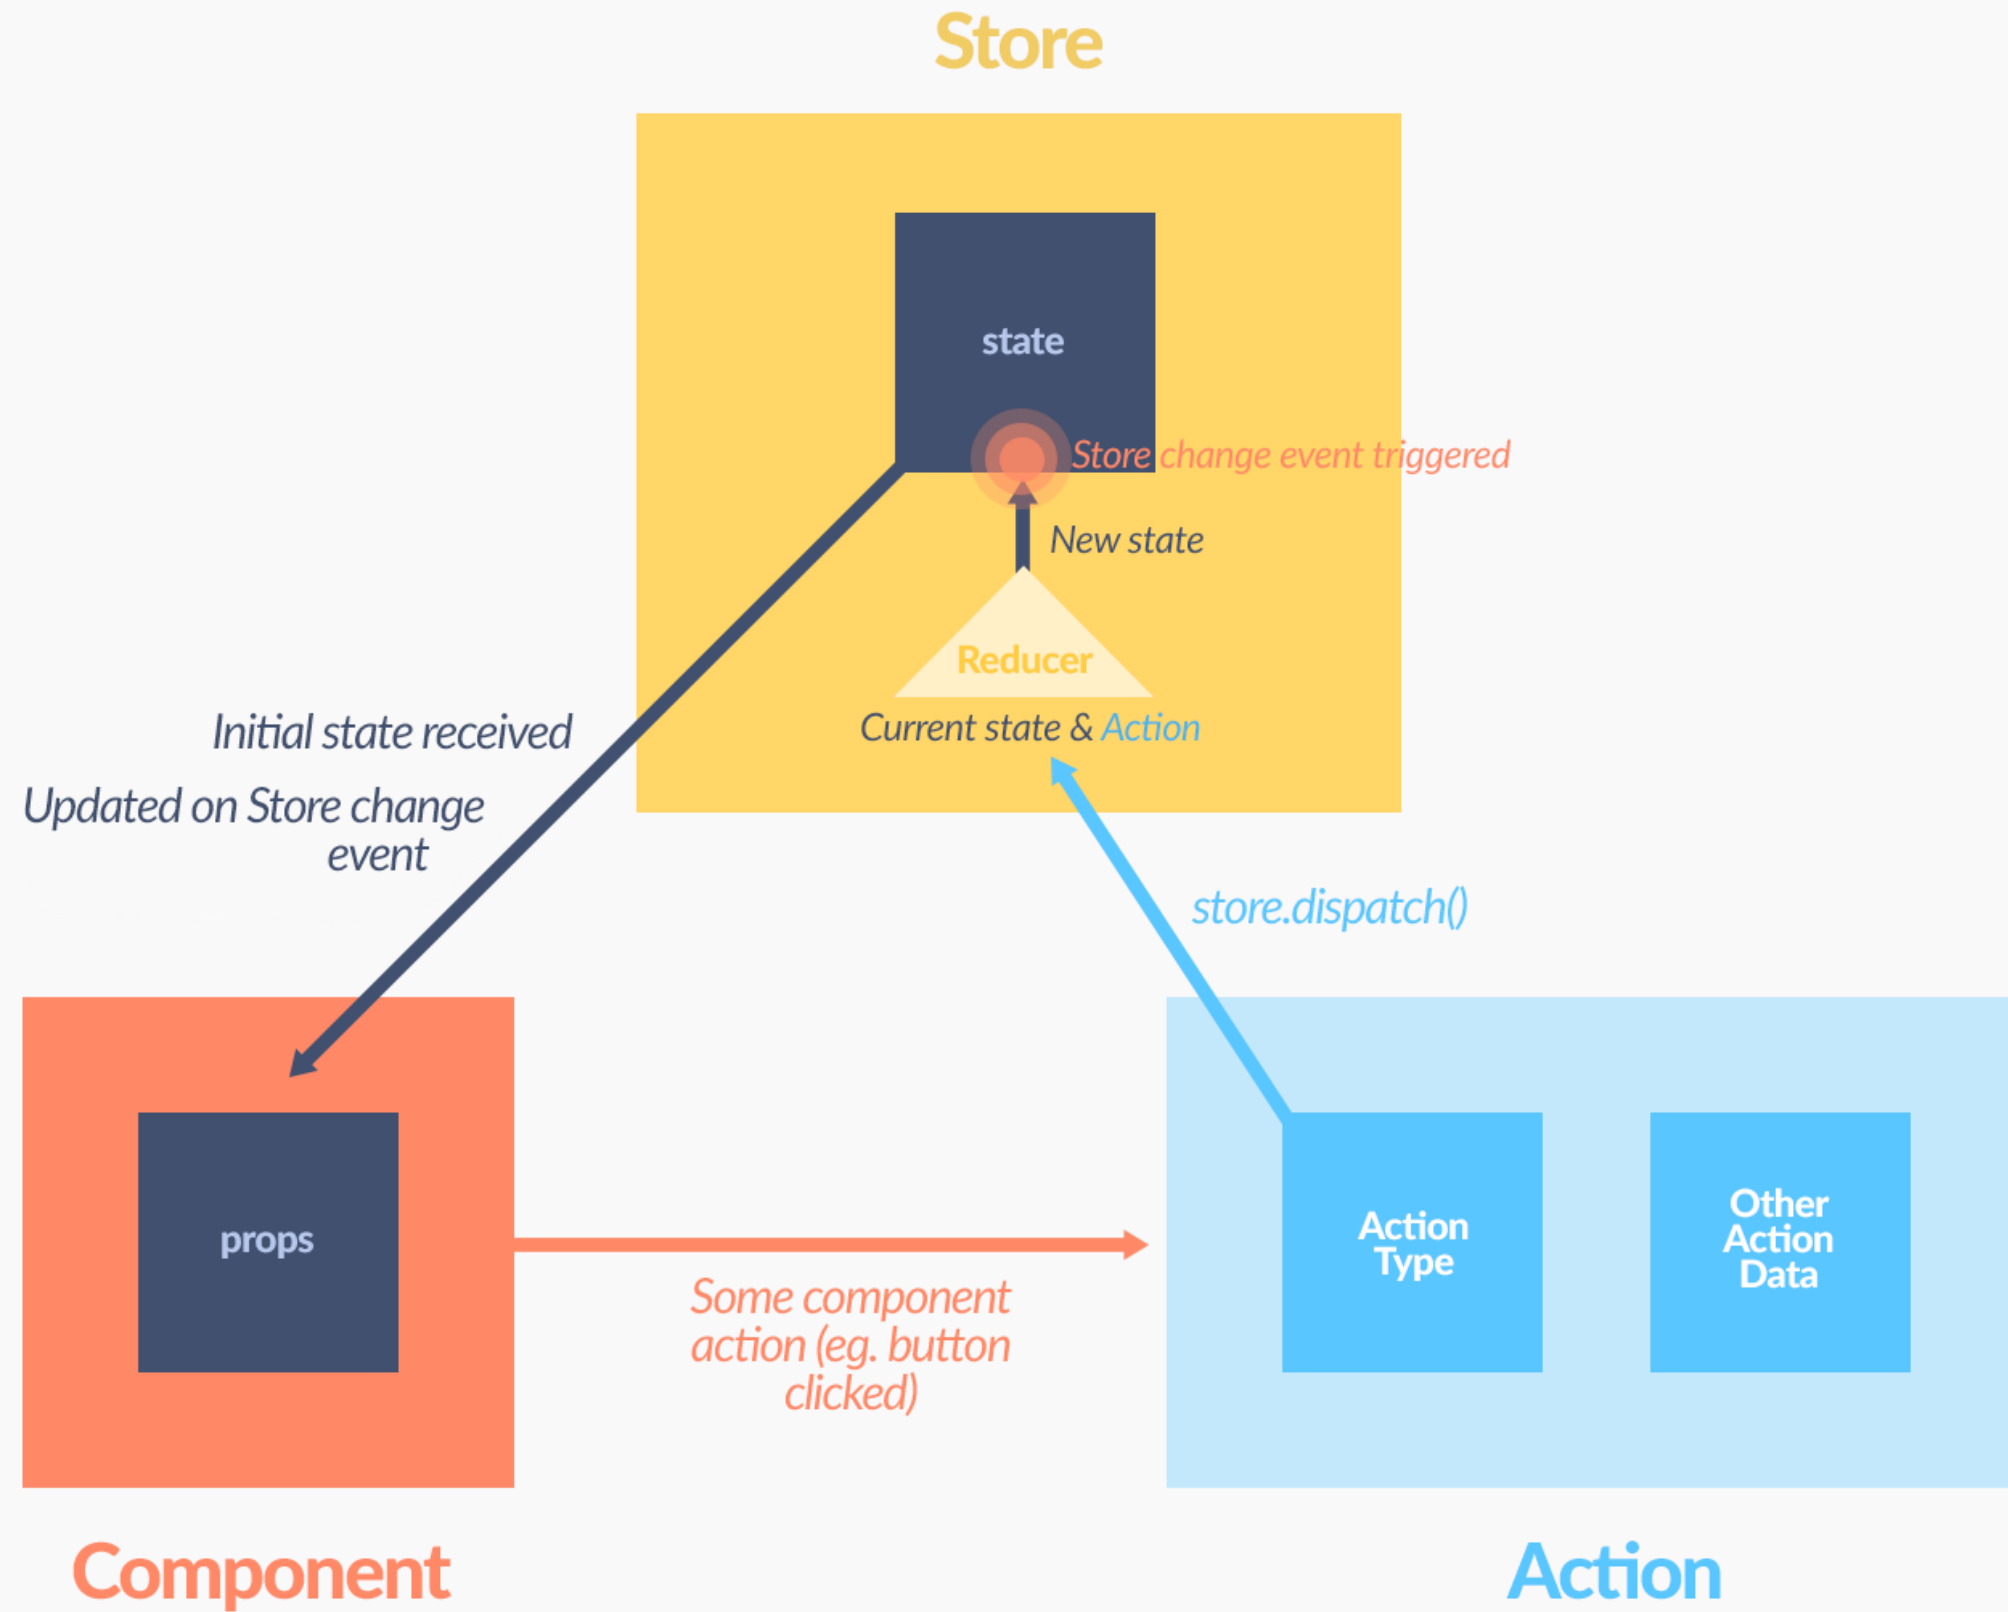 Store
state
Store change event triggered
New state
Reducer
Current state & Action
Initial state received
Updated on Store change
event
store.dispatch()
props
Some component
action (eg. button
clicked)
Action
Type
Other
Action
Data
Component
Action